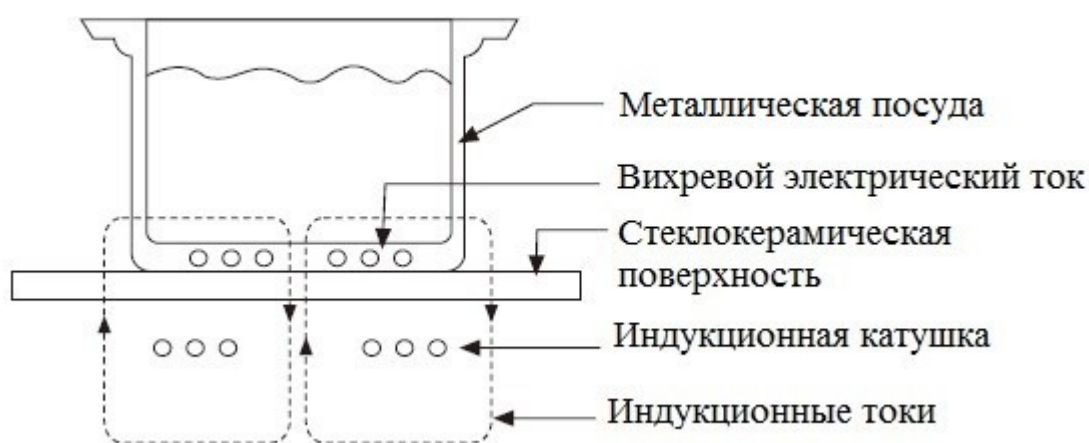 Металлическая посуда
Вихревой электрический ток
Стеклокерамическая
поверхность
Индукционная катушка
Индукционные токи